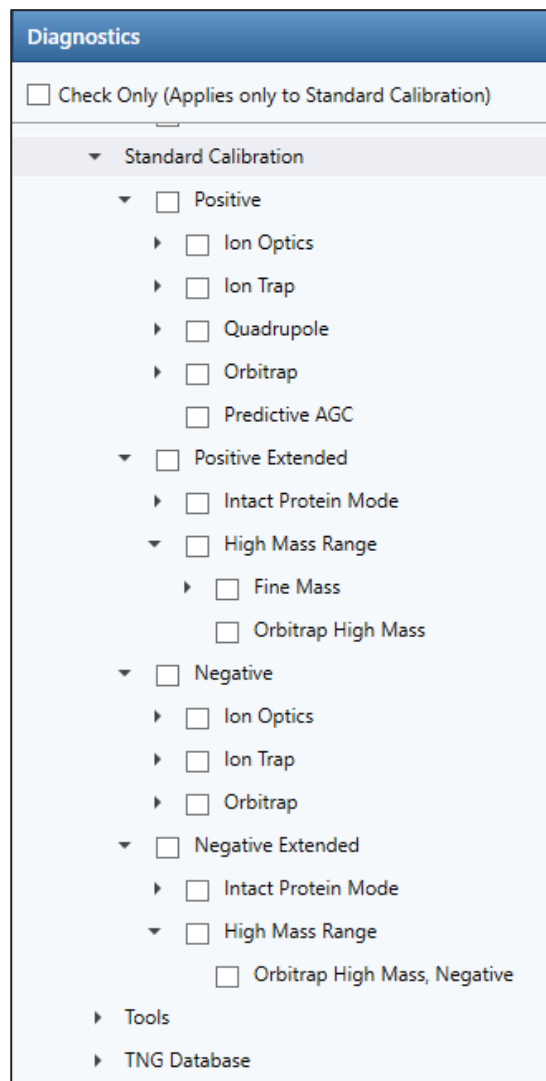 Diagnostics
Check Only (Applies only to Standard Calibration)
Standard Calibration
Positive
Ion Optics
Ion Trap
Quadrupole
Orbitrap
Predictive AGC
Positive Extended
Intact Protein Mode
High Mass Range
Fine Mass
Orbitrap High Mass
Negative
Ion Optics
Ion Trap
Orbitrap
Negative Extended
Intact Protein Mode
High Mass Range
Orbitrap High Mass, Negative
Tools
TNG Database